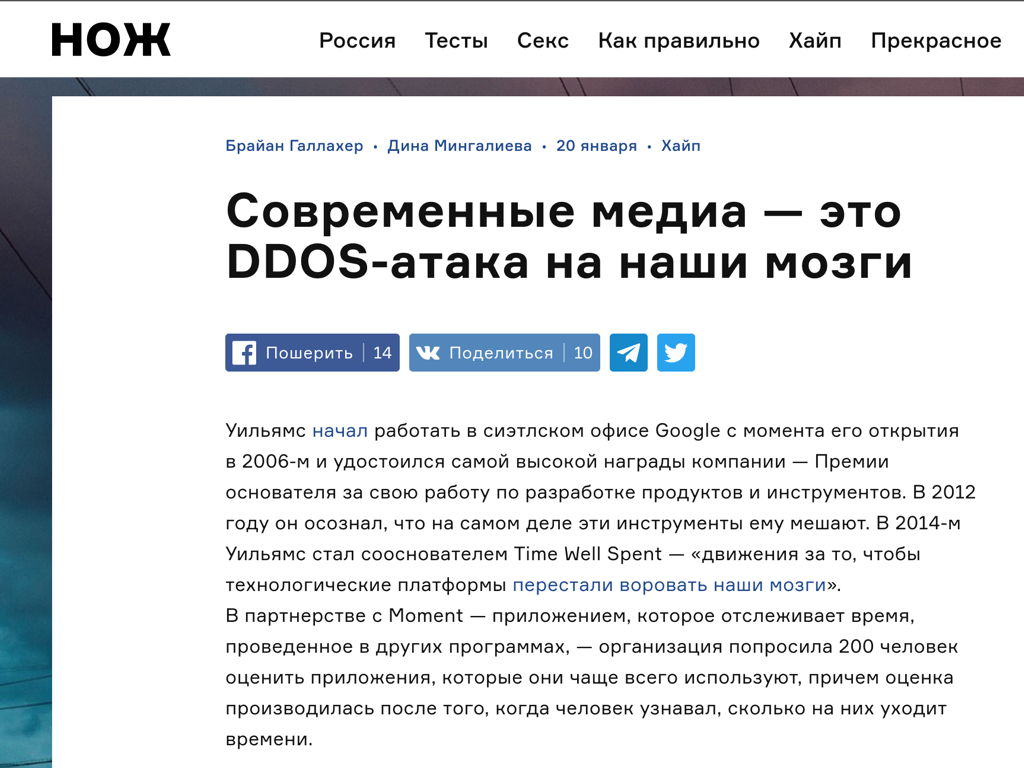 НОЖ Россия Тесты Секс Как правильно Хайп Прекрасное
Брайан Галлахер • Дина Мингалиева • 20 января • Хайп
Современные медиа — это
DDOS-атака на наши мозги
Пошерить 14 Поделиться 10
Уильямс начал работать в сиэтлском офисе Google с момента его открытия
в 2006-м и удостоился самой высокой награды компании — Премии
основателя за свою работу по разработке продуктов и инструментов. В 2012
году он осознал, что на самом деле эти инструменты ему мешают. В 2014-м
Уильямс стал сооснователем Time Well Spent — «движения за то, чтобы
технологические платформы перестали воровать наши мозги».
В партнерстве с Moment — приложением, которое отслеживает время,
проведенное в других программах, — организация попросила 200 человек
оценить приложения, которые они чаще всего используют, причем оценка
производилась после того, когда человек узнавал, сколько на них уходит
времени.